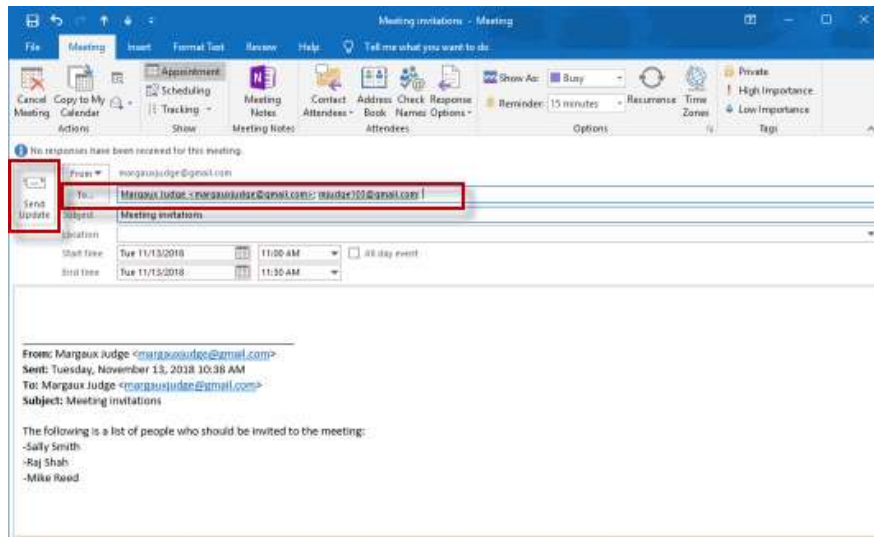 Meeting invitations - Meeting
File Meeting Insert Format Text Review Help Tell me what you want to do
Cancel Meeting Copy to My Calendar Appointment Scheduling Tracking Meeting Notes Contact Attendees Address Book Check Names Response Options Show As: Busy Reminder: 15 minutes Recurrence Time Zones Private High Importance Low Importance
Actions Show Meeting Notes Attendees Options Tags
No responses have been received for this meeting.
Send Update
From margauxjudge@gmail.com
To... Margaux Judge <margauxjudge@gmail.com>; mjudge103@gmail.com;
Subject Meeting invitations
Location
Start time Tue 11/13/2018 11:00 AM All day event
End time Tue 11/13/2018 11:30 AM
From: Margaux Judge <margauxjudge@gmail.com>
Sent: Tuesday, November 13, 2018 10:38 AM
To: Margaux Judge <margauxjudge@gmail.com>
Subject: Meeting invitations
The following is a list of people who should be invited to the meeting:
-Sally Smith
-Raj Shah
-Mike Reed